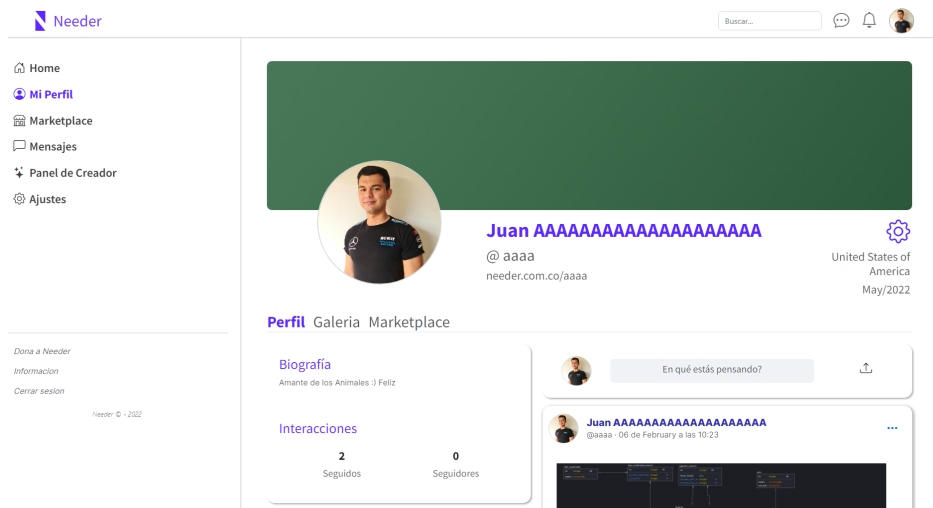 Needer
Buscar...
Home
Mi Perfil
Marketplace
Mensajes
Panel de Creador
Ajustes
Dona a Needer
Informacion
Cerrar sesion
Needer © - 2022
Juan AAAAAAAAAAAAAAAAAAAA
@ aaaa
needer.com.co/aaaa
United States of
America
May/2022
Perfil Galeria Marketplace
Biografía
Amante de los Animales :) Feliz
Interacciones
2 0
Seguidos Seguidores
En qué estás pensando?
Juan AAAAAAAAAAAAAAAAAAAA
@aaaa · 06 de February a las 10:23